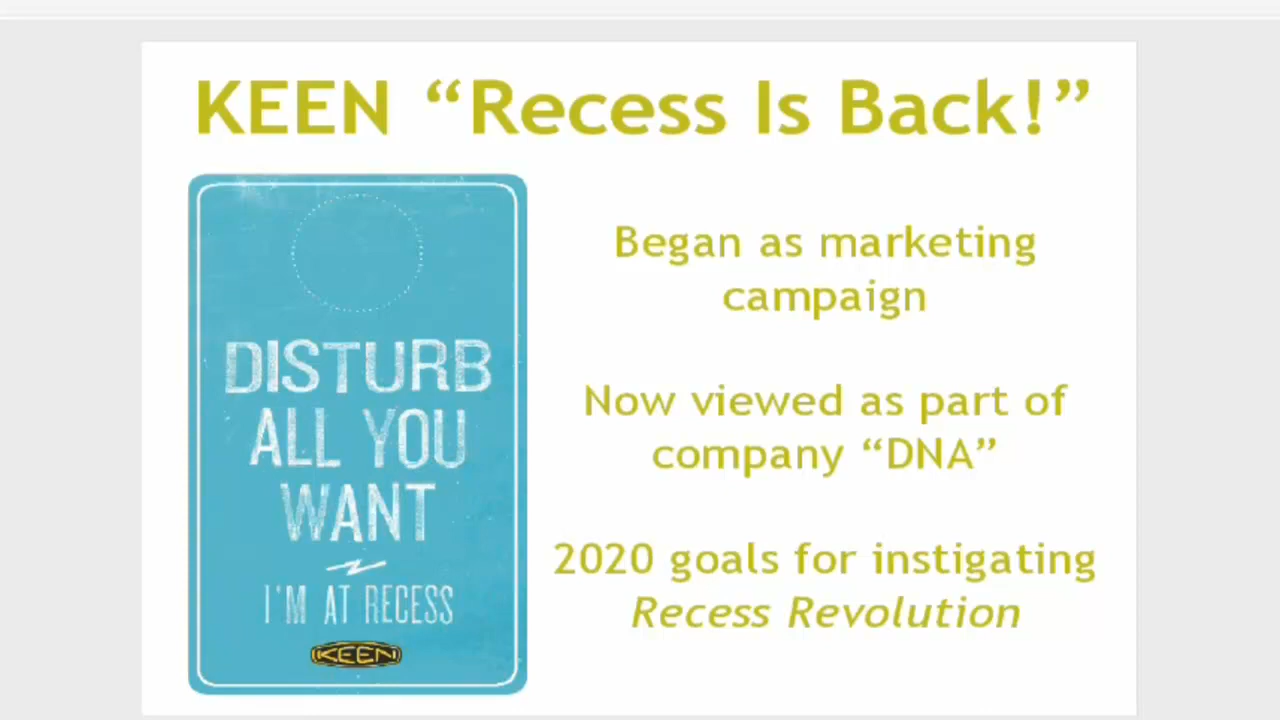 KEEN “Recess Is Back!”
DISTURB
ALL YOU
WANT
I'M AT RECESS
KEEN
Began as marketing
campaign
Now viewed as part of
company “DNA”
2020 goals for instigating
Recess Revolution